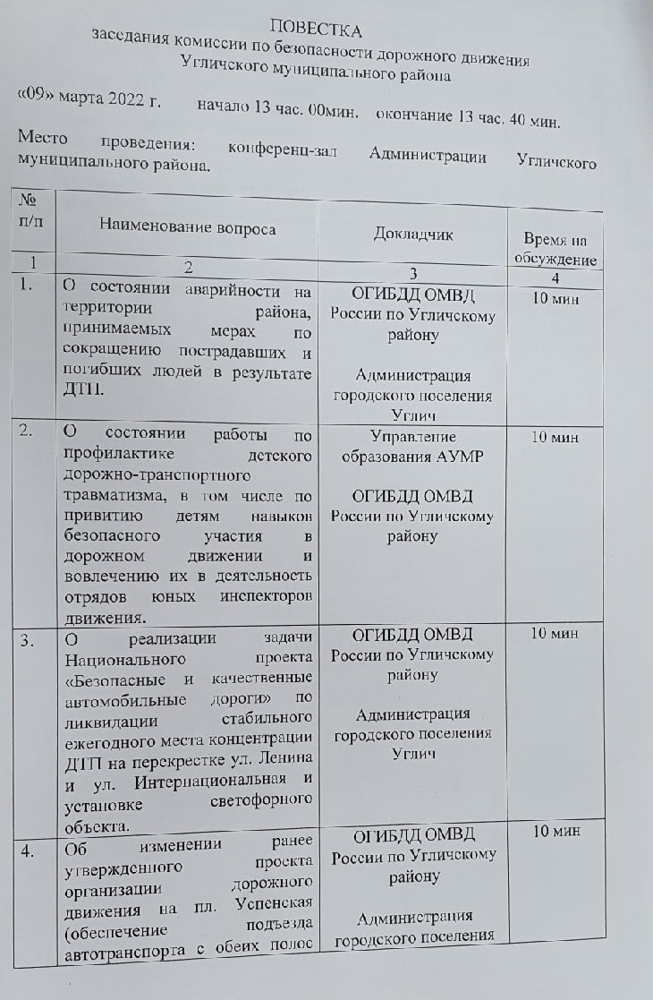 ПОВЕСТКА
заседания комиссии по безопасности дорожного движения
Угличского муниципального района
«09» марта 2022 г. начало 13 час. 00мин. окончание 13 час. 40 мин.
Место проведения: конференц-зал Администрации Угличского
муниципального района.
№
п/п
Наименование вопроса
Докладчик
Время на
обсуждение
1
2
3
4
1.
О состоянии аварийности на
территории района,
принимаемых мерах по
сокращению пострадавших и
погибших людей в результате
ДТП.
ОГИБДД ОМВД
России по Угличскому
району
Администрация
городского поселения
Углич
10 мин
2.
О состоянии работы по
профилактике детского
дорожно-транспортного
травматизма, в том числе по
привитию детям навыков
безопасного участия в
дорожном движении и
вовлечению их в деятельность
отрядов юных инспекторов
движения.
Управление
образования АУМР
ОГИБДД ОМВД
России по Угличскому
району
10 мин
3.
О реализации задачи
Национального проекта
«Безопасные и качественные
автомобильные дороги» по
ликвидации стабильного
ежегодного места концентрации
ДТП на перекрестке ул. Ленина
и ул. Интернациональная и
установке светофорного
объекта.
ОГИБДД ОМВД
России по Угличскому
району
Администрация
городского поселения
Углич
10 мин
4.
Об изменении ранее
утвержденного проекта
организации дорожного
движения на пл. Успенская
(обеспечение подъезда
автотранспорта с обеих полос
ОГИБДД ОМВД
России по Угличскому
району
Администрация
городского поселения
10 мин